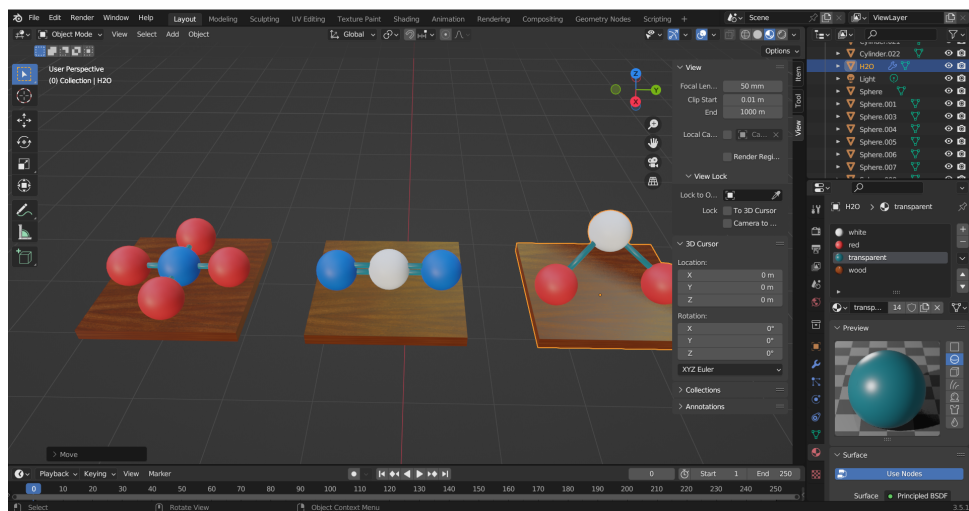 File Edit Render Window Help Layout Modeling Sculpting UV Editing Texture Paint Shading Animation Rendering Compositing Geometry Nodes Scripting + Scene ViewLayer
Object Mode View Select Add Object Global
Options
User Perspective
(0) Collection | H2O
X
Y
Z
View
Focal Len... 50 mm
Clip Start 0.01 m
End 1000 m
Local Ca... Ca...
Render Regi...
View Lock
Lock to O...
Lock To 3D Cursor
Camera to ...
3D Cursor
Location:
X 0 m
Y 0 m
Z 0 m
Rotation:
X 0°
Y 0°
Z 0°
XYZ Euler
Collections
Annotations
Item
Tool
View
Cylinder.022
H2O
Light
Sphere
Sphere.001
Sphere.003
Sphere.004
Sphere.005
Sphere.006
Sphere.007
H2O > transparent
white
red
transparent
wood
transp... 14
Preview
Surface
Use Nodes
Surface Principled BSDF
> Move
Playback Keying View Marker 0 Start 1 End 250
0 10 20 30 40 50 60 70 80 90 100 110 120 130 140 150 160 170 180 190 200 210 220 230 240 250
Select Rotate View Object Context Menu 3.5.1